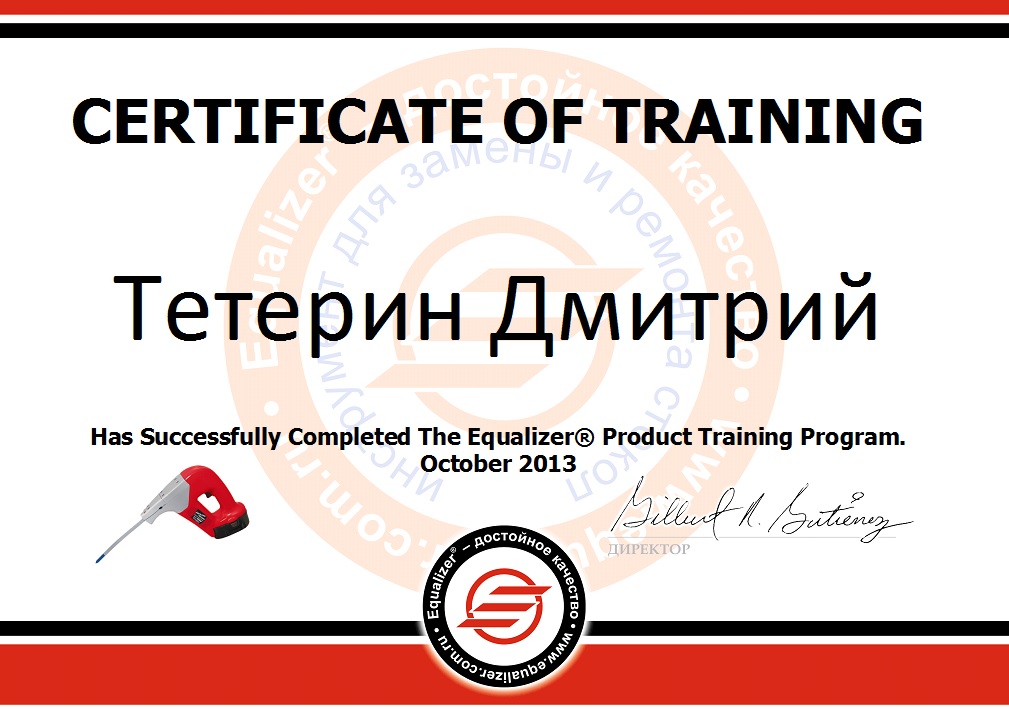 CERTIFICATE OF TRAINING
Тетерин Дмитрий
Has Successfully Completed The Equalizer® Product Training Program.
October 2013
Gilbert R. Gutierrez
ДИРЕКТОР
Equalizer® – достойное качество • www.equalizer.com.ru •
Equalizer® – достойное качество • www.equalizer.com.ru •
инструмент для замены и ремонта стекол